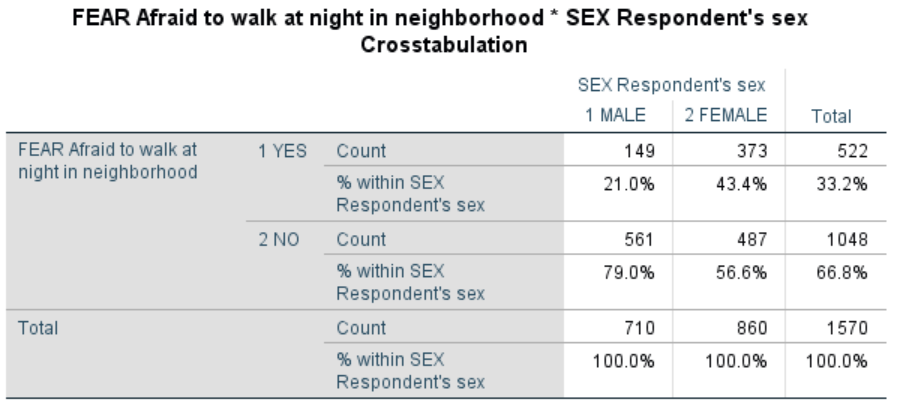 FEAR Afraid to walk at night in neighborhood * SEX Respondent's sex
Crosstabulation
SEX Respondent's sex
1 MALE 2 FEMALE Total
FEAR Afraid to walk at night in neighborhood 1 YES Count 149 373 522
% within SEX Respondent's sex 21.0% 43.4% 33.2%
2 NO Count 561 487 1048
% within SEX Respondent's sex 79.0% 56.6% 66.8%
Total Count 710 860 1570
% within SEX Respondent's sex 100.0% 100.0% 100.0%